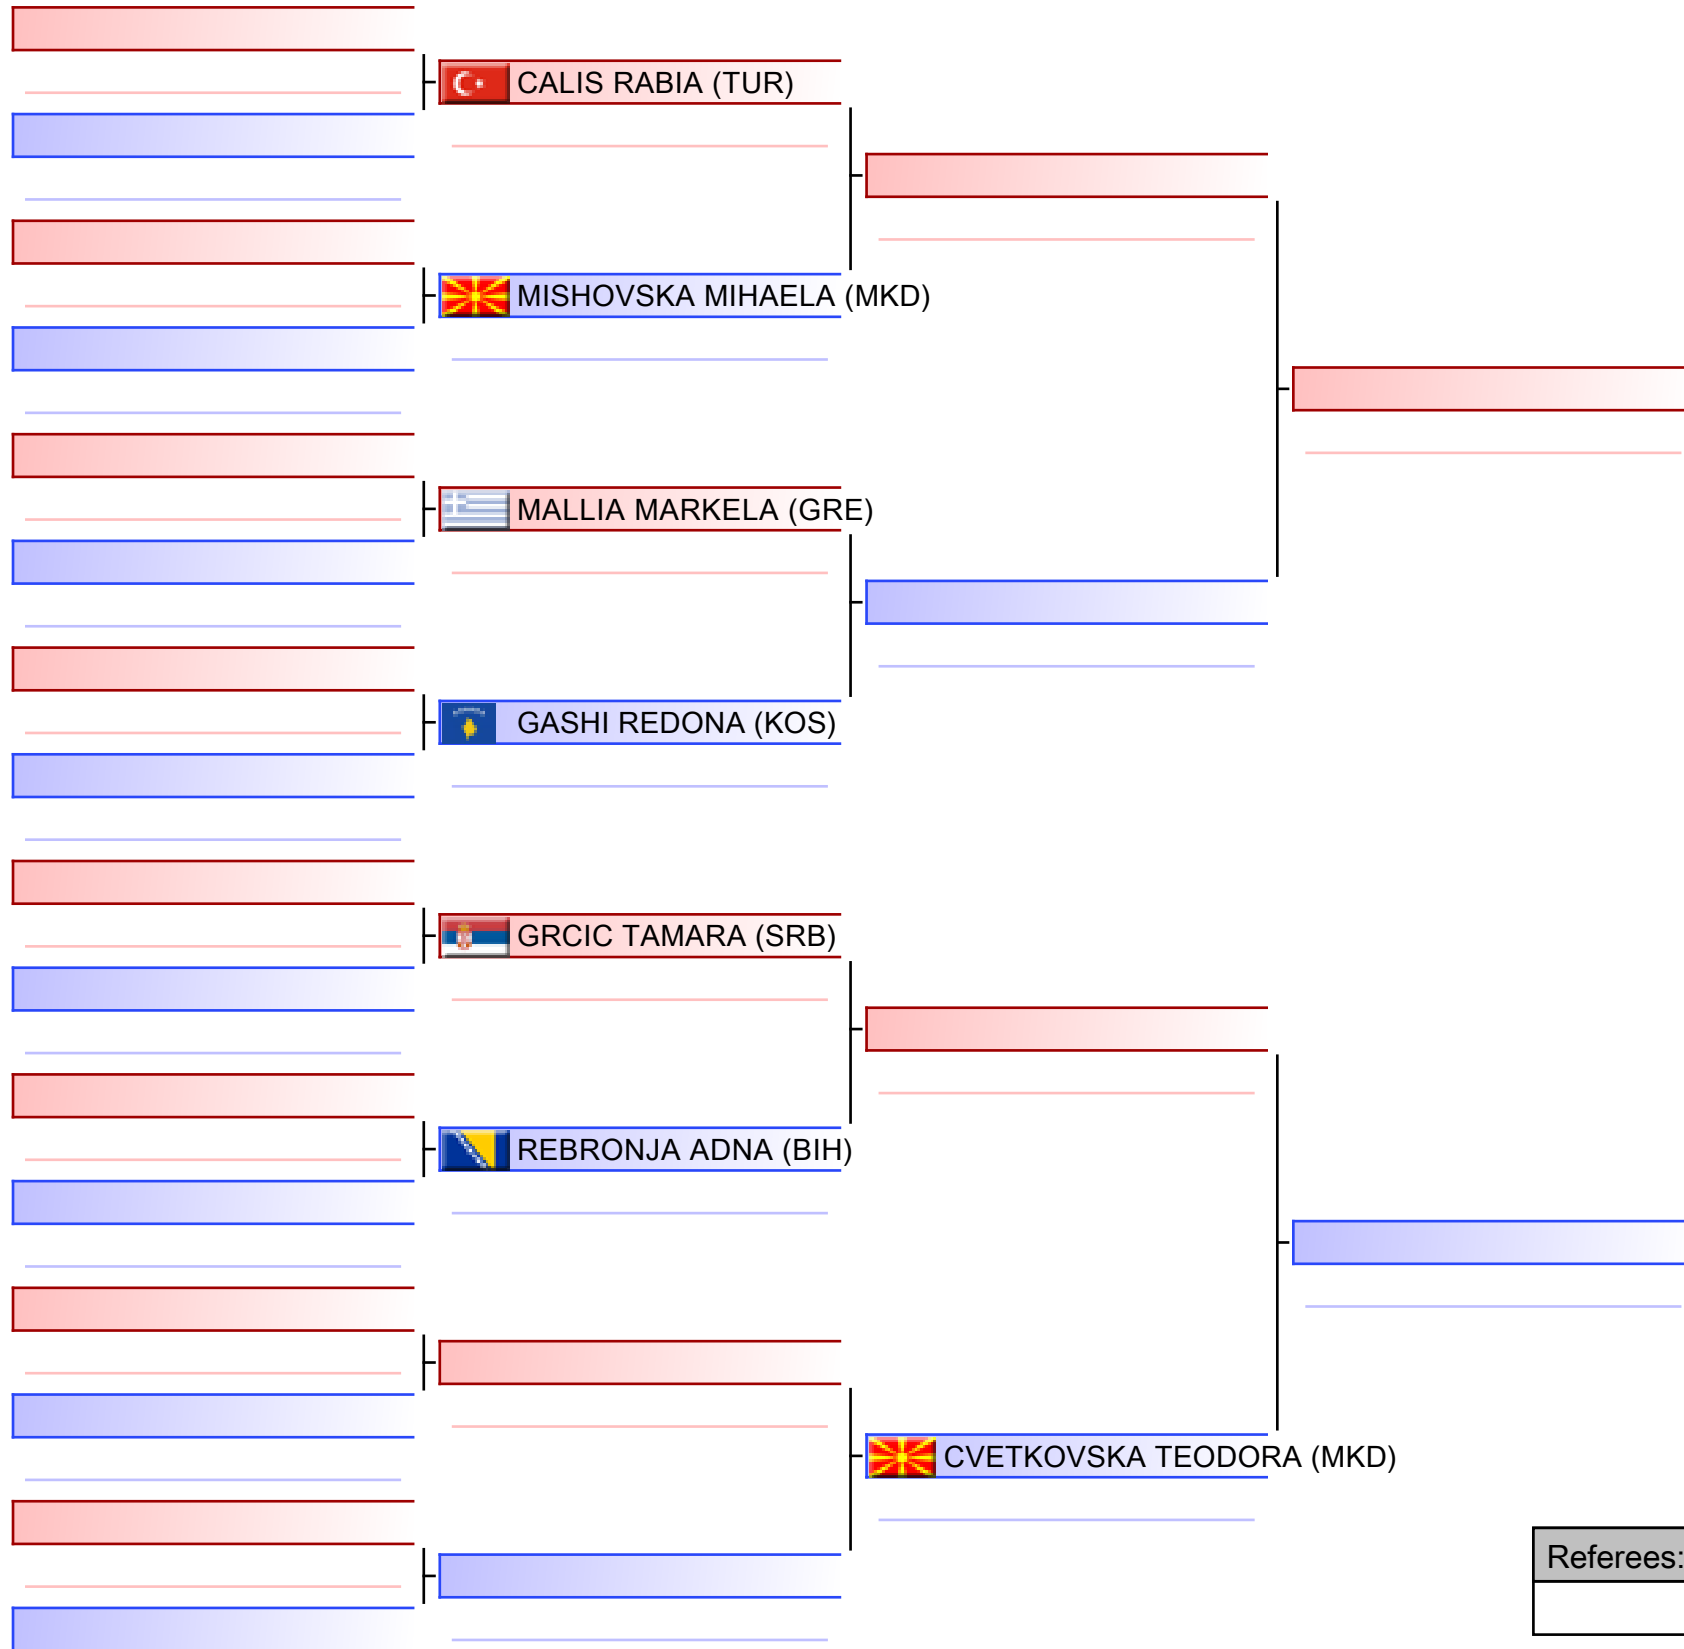 CALIS RABIA (TUR)
MISHOVSKA MIHAELA (MKD)
MALLIA MARKELA (GRE)
GASHI REDONA (KOS)
GRCIC TAMARA (SRB)
REBRONJA ADNA (BIH)
CVETKOVSKA TEODORA (MKD)
Referees: